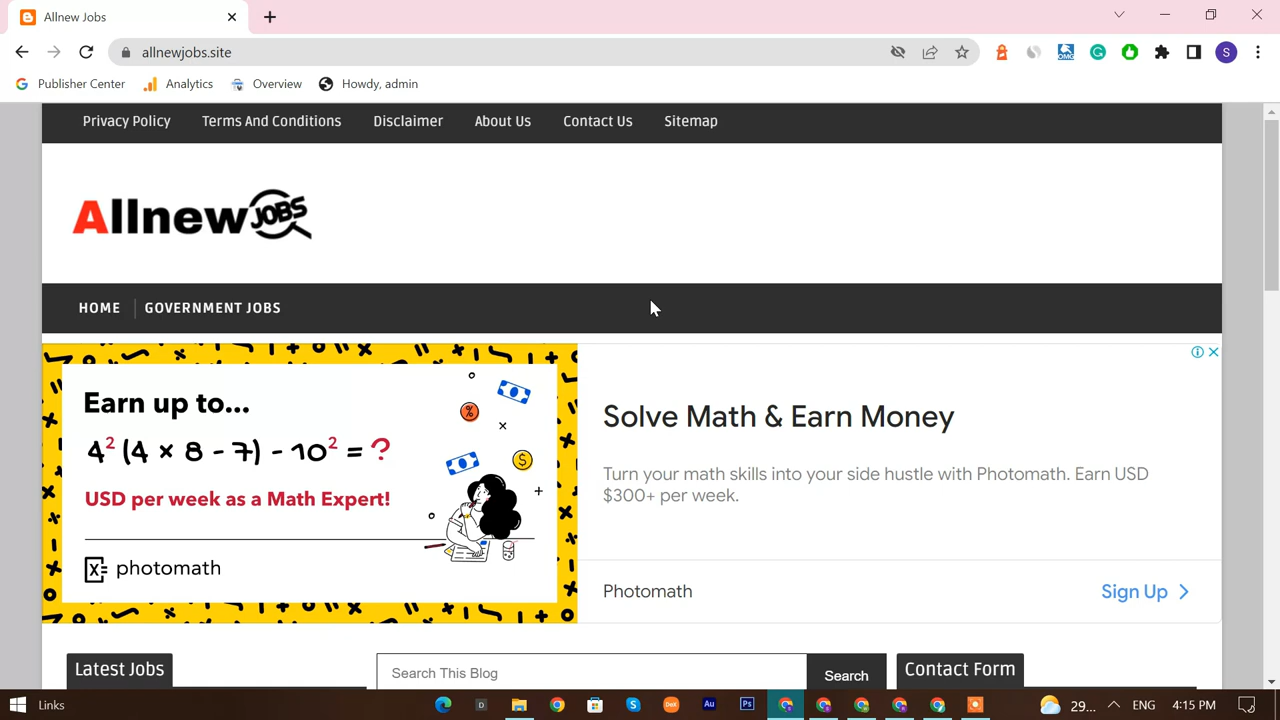 Allnew Jobs
allnewjobs.site
S
Publisher Center
Analytics
Overview
Howdy, admin
Privacy Policy
Terms And Conditions
Disclaimer
About Us
Contact Us
Sitemap
Allnew JOBS
HOME
GOVERNMENT JOBS
Earn up to...
4² (4 × 8 - 7) - 10² = ?
USD per week as a Math Expert!
X= photomath
Solve Math & Earn Money
Turn your math skills into your side hustle with Photomath. Earn USD
$300+ per week.
Photomath
Sign Up
Latest Jobs
Search This Blog
Search
Contact Form
Links
Au
Ps
29...
ENG
4:15 PM